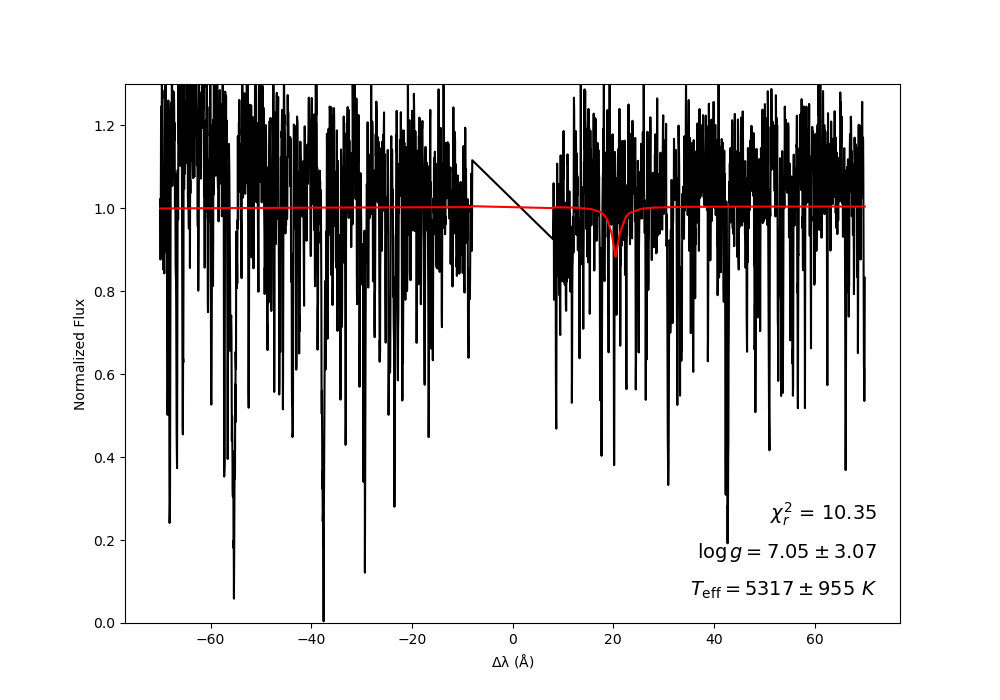 1.2
1.0
0.8
0.6
0.4
0.2
0.0
Normalized Flux
χ²ᵣ = 10.35
log g = 7.05 ± 3.07
T_eff = 5317 ± 955 K
−60 −40 −20 0 20 40 60
Δλ (Å)